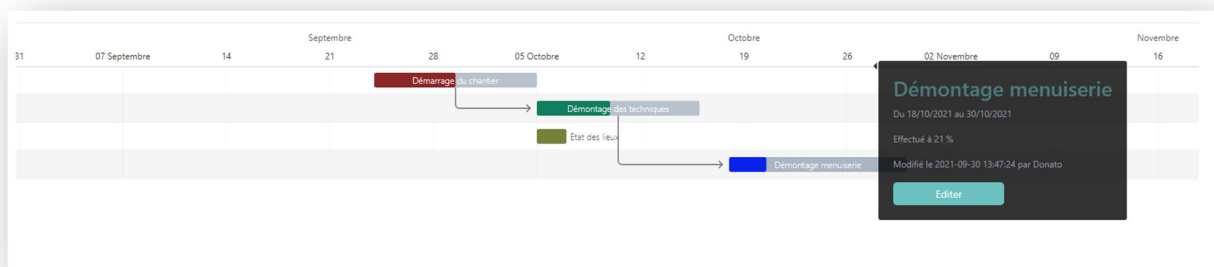 Septembre Octobre Novembre
31 07 Septembre 14 21 28 05 Octobre 12 19 26 02 Novembre 09 16
Démarrage du chantier
Démontage menuiserie
Démontage des techniques
Du 18/10/2021 au 30/10/2021
Etat des lieux
Effectué à 21 %
Démontage menuiserie
Modifié le 2021-09-30 13:47:24 par Donato
Editer